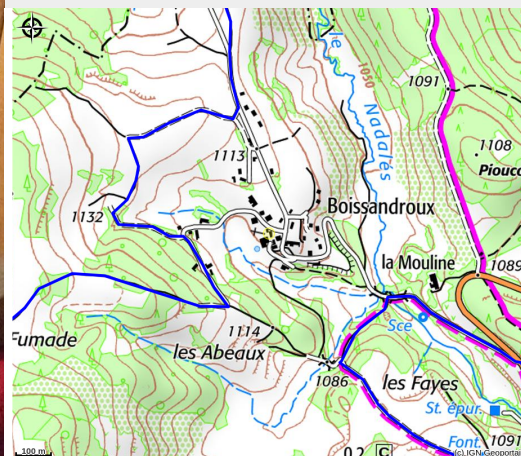 le
Nadalès
1050
1091
1108
Piouc
1113
Boissandroux
1132
la Mouline
1089
Sce
Fumade
1114
les Abeaux
1086
les Fayes
St. épur.
Font.
1091
0.2 C
100 m
(c) IGN Geoportail